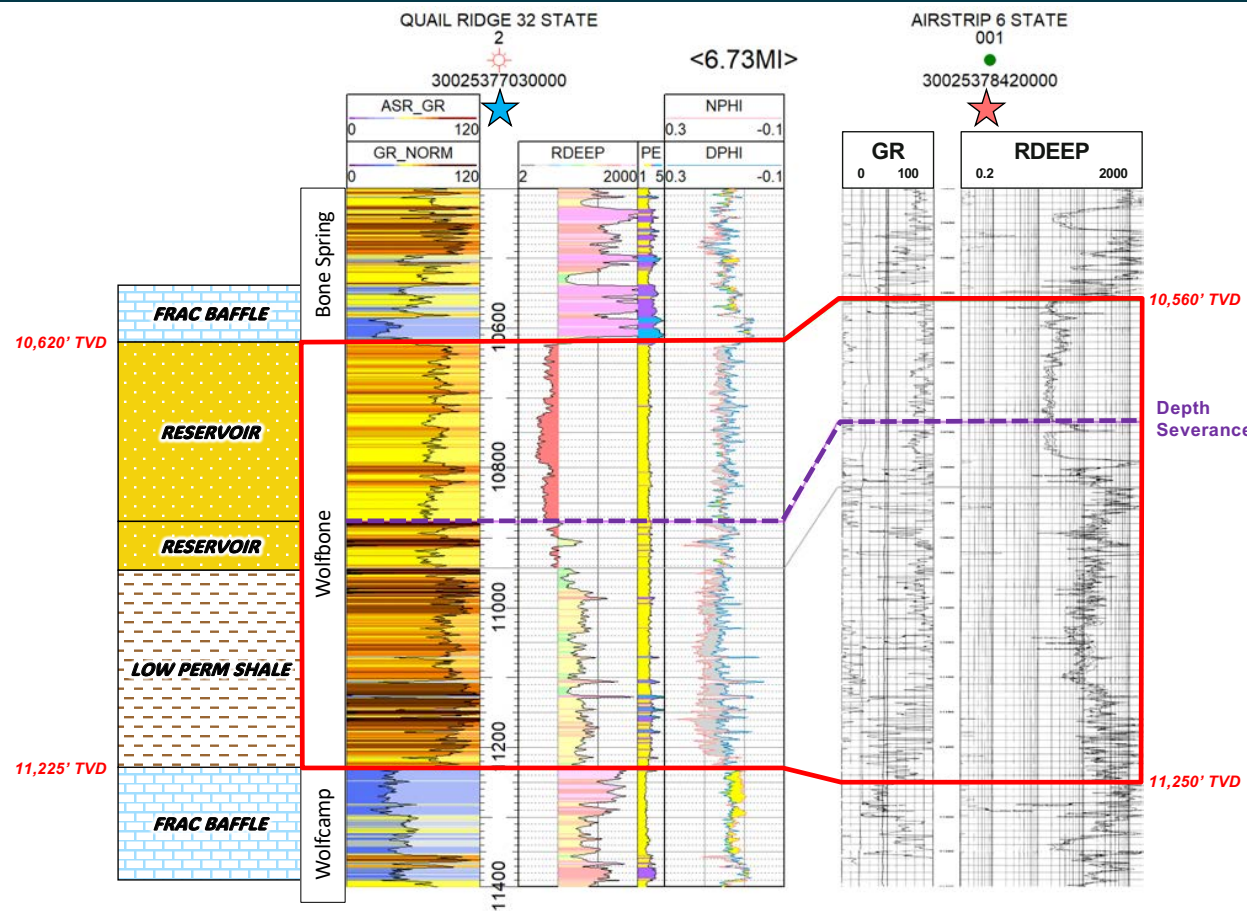 QUAIL RIDGE 32 STATE
2
30025377030000
<6.73MI>
AIRSTRIP 6 STATE
001
30025378420000
ASR_GR
0 120
GR_NORM
0 120
RDEEP
2 2000
PE
1 5
NPHI
0.3 -0.1
DPHI
0.3 -0.1
GR
0 100
RDEEP
0.2 2000
Bone Spring
Wolfbone
Wolfcamp
FRAC BAFFLE
10,620' TVD
RESERVOIR
RESERVOIR
LOW PERM SHALE
11,225' TVD
FRAC BAFFLE
10600
10800
11000
11200
11400
10,560' TVD
Depth
Severance
11,250' TVD